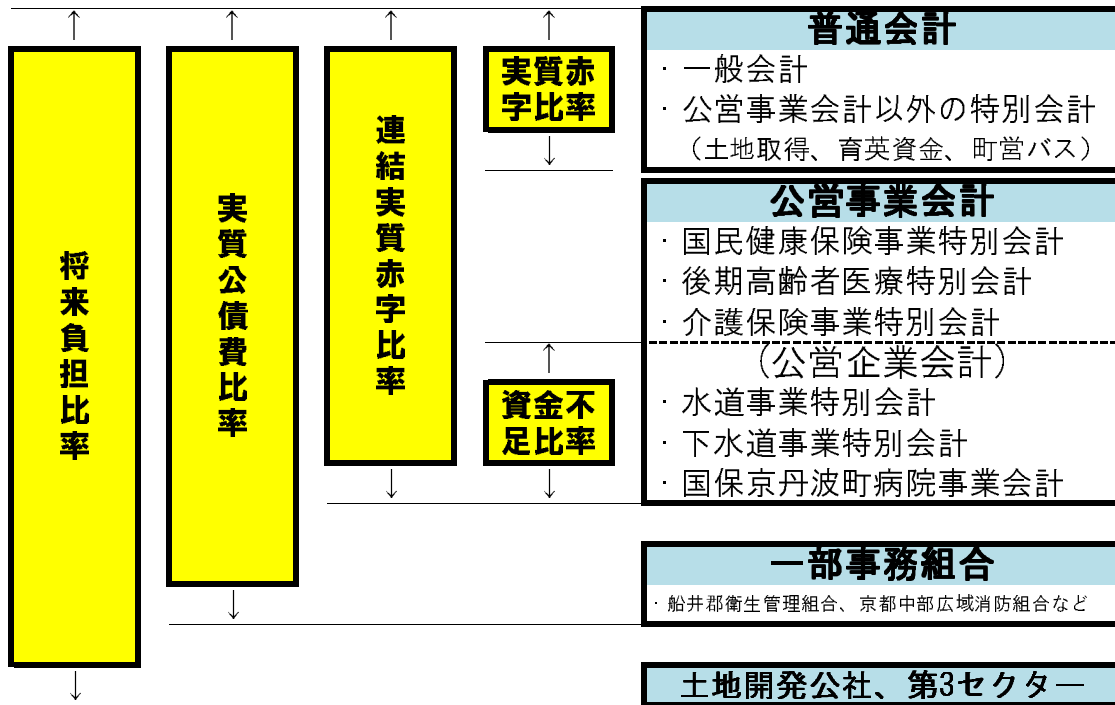 将来負担比率
実質公債費比率
連結実質赤字比率
実質赤
字比率
資金不
足比率
普通会計
・一般会計
・公営事業会計以外の特別会計
(土地取得、育英資金、町営バス)
公営事業会計
・国民健康保険事業特別会計
・後期高齢者医療特別会計
・介護保険事業特別会計
(公営企業会計)
・水道事業特別会計
・下水道事業特別会計
・国保京丹波町病院事業会計
一部事務組合
・船井郡衛生管理組合、京都中部広域消防組合など
土地開発公社、第3セクター